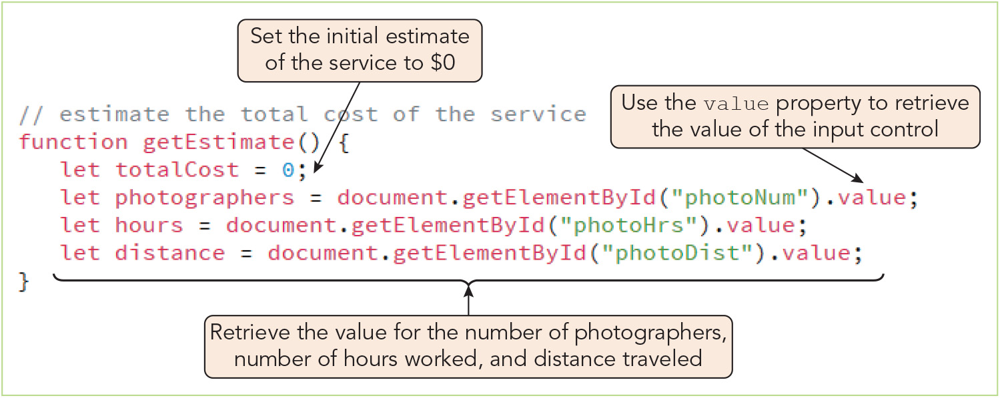 Set the initial estimate
of the service to $0
Use the value property to retrieve
the value of the input control
// estimate the total cost of the service
function getEstimate() {
let totalCost = 0;
let photographers = document.getElementById("photoNum").value;
let hours = document.getElementById("photoHrs").value;
let distance = document.getElementById("photoDist").value;
}
Retrieve the value for the number of photographers,
number of hours worked, and distance traveled